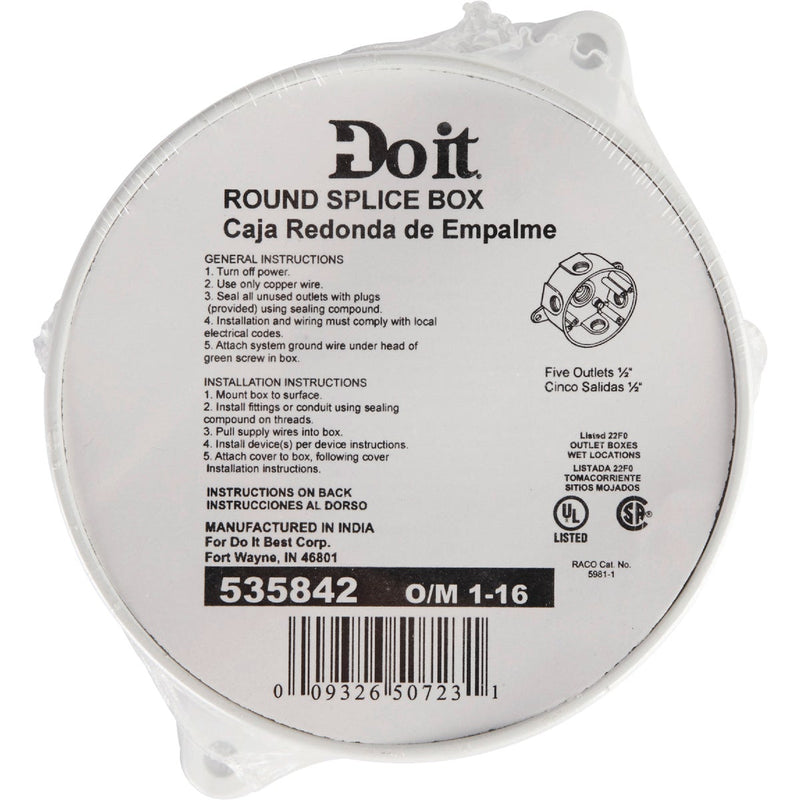 Do it.
ROUND SPLICE BOX
Caja Redonda de Empalme
GENERAL INSTRUCTIONS
1. Turn off power.
2. Use only copper wire.
3. Seal all unused outlets with plugs
(provided) using sealing compound.
4. Installation and wiring must comply with local
electrical codes.
5. Attach system ground wire under head of
green screw in box.
INSTALLATION INSTRUCTIONS
1. Mount box to surface.
2. Install fittings or conduit using sealing
compound on threads.
3. Pull supply wires into box.
4. Install device(s) per device instructions.
5. Attach cover to box, following cover
Installation instructions.
INSTRUCTIONS ON BACK
INSTRUCCIONES AL DORSO
MANUFACTURED IN INDIA
For Do It Best Corp.
Fort Wayne, IN 46801
Five Outlets ½"
Cinco Salidas ½"
Listed 22F0
OUTLET BOXES
WET LOCATIONS
LISTADA 22F0
TOMACORRIENTE
SITIOS MOJADOS
UL
LISTED
SA®
RACO Cat. No.
5981-1
535842 O/M 1-16
0 09326 50723 1